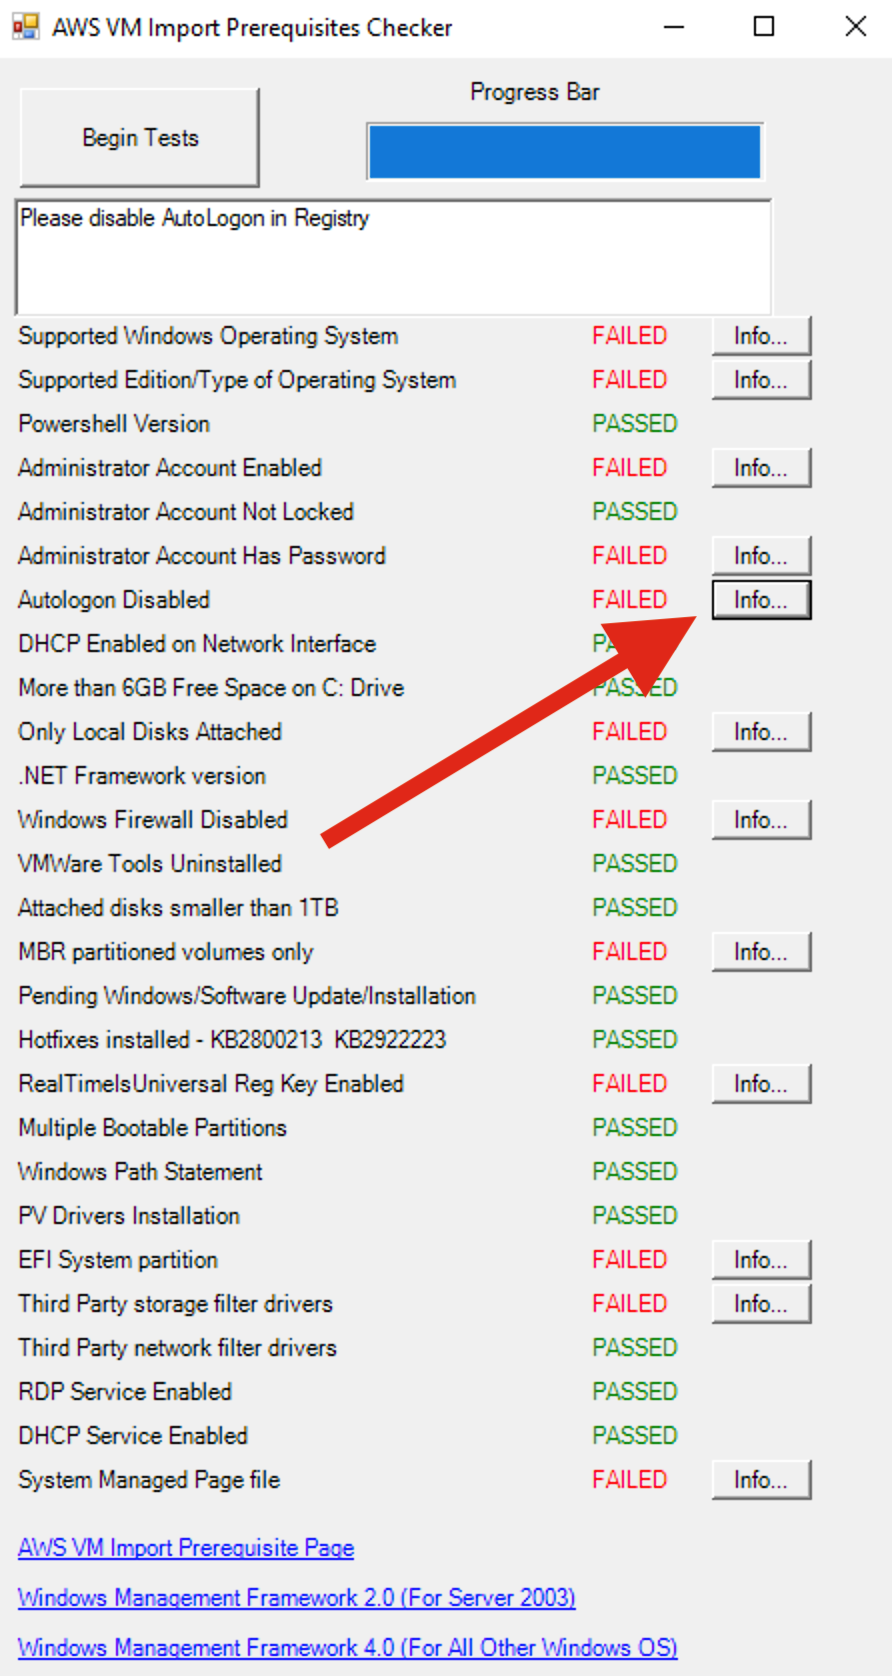 AWS VM Import Prerequisites Checker
Progress Bar
Begin Tests
Please disable AutoLogon in Registry
Supported Windows Operating System FAILED Info...
Supported Edition/Type of Operating System FAILED Info...
Powershell Version PASSED
Administrator Account Enabled FAILED Info...
Administrator Account Not Locked PASSED
Administrator Account Has Password FAILED Info...
Autologon Disabled FAILED Info...
DHCP Enabled on Network Interface
More than 6GB Free Space on C: Drive PASSED
Only Local Disks Attached FAILED Info...
.NET Framework version PASSED
Windows Firewall Disabled FAILED Info...
VMWare Tools Uninstalled PASSED
Attached disks smaller than 1TB PASSED
MBR partitioned volumes only FAILED Info...
Pending Windows/Software Update/Installation PASSED
Hotfixes installed - KB2800213 KB2922223 PASSED
RealTimeIsUniversal Reg Key Enabled FAILED Info...
Multiple Bootable Partitions PASSED
Windows Path Statement PASSED
PV Drivers Installation PASSED
EFI System partition FAILED Info...
Third Party storage filter drivers FAILED Info...
Third Party network filter drivers PASSED
RDP Service Enabled PASSED
DHCP Service Enabled PASSED
System Managed Page file FAILED Info...
AWS VM Import Prerequisite Page
Windows Management Framework 2.0 (For Server 2003)
Windows Management Framework 4.0 (For All Other Windows OS)